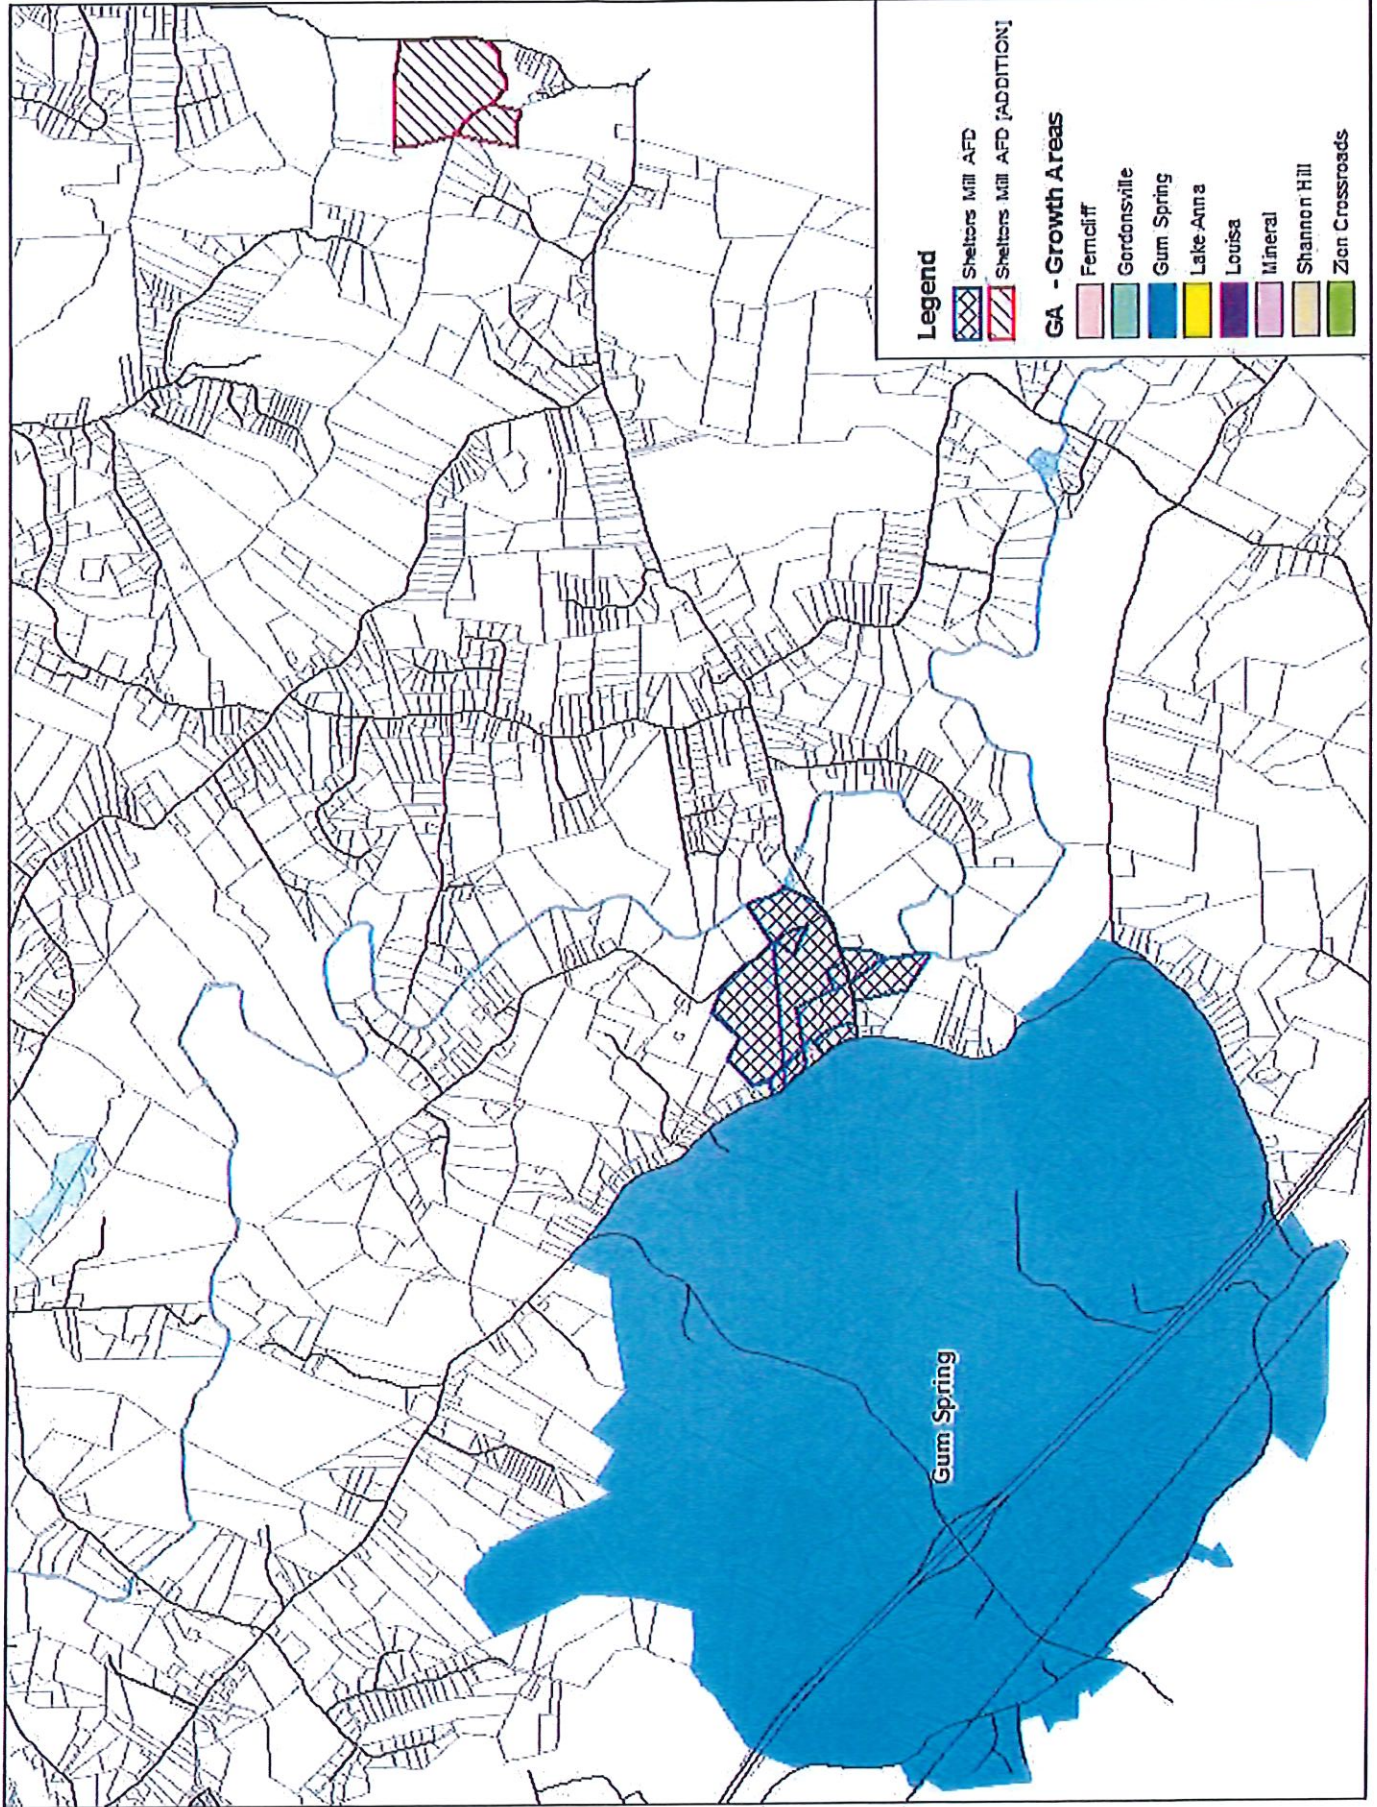 Legend
Sheltons Mill AFD
Sheltons Mill AFD [ADDITION]
GA - Growth Areas
Ferncliff
Gordonsville
Gum Spring
Lake Anna
Louisa
Mineral
Shannon Hill
Zion Crossroads
Gum Spring